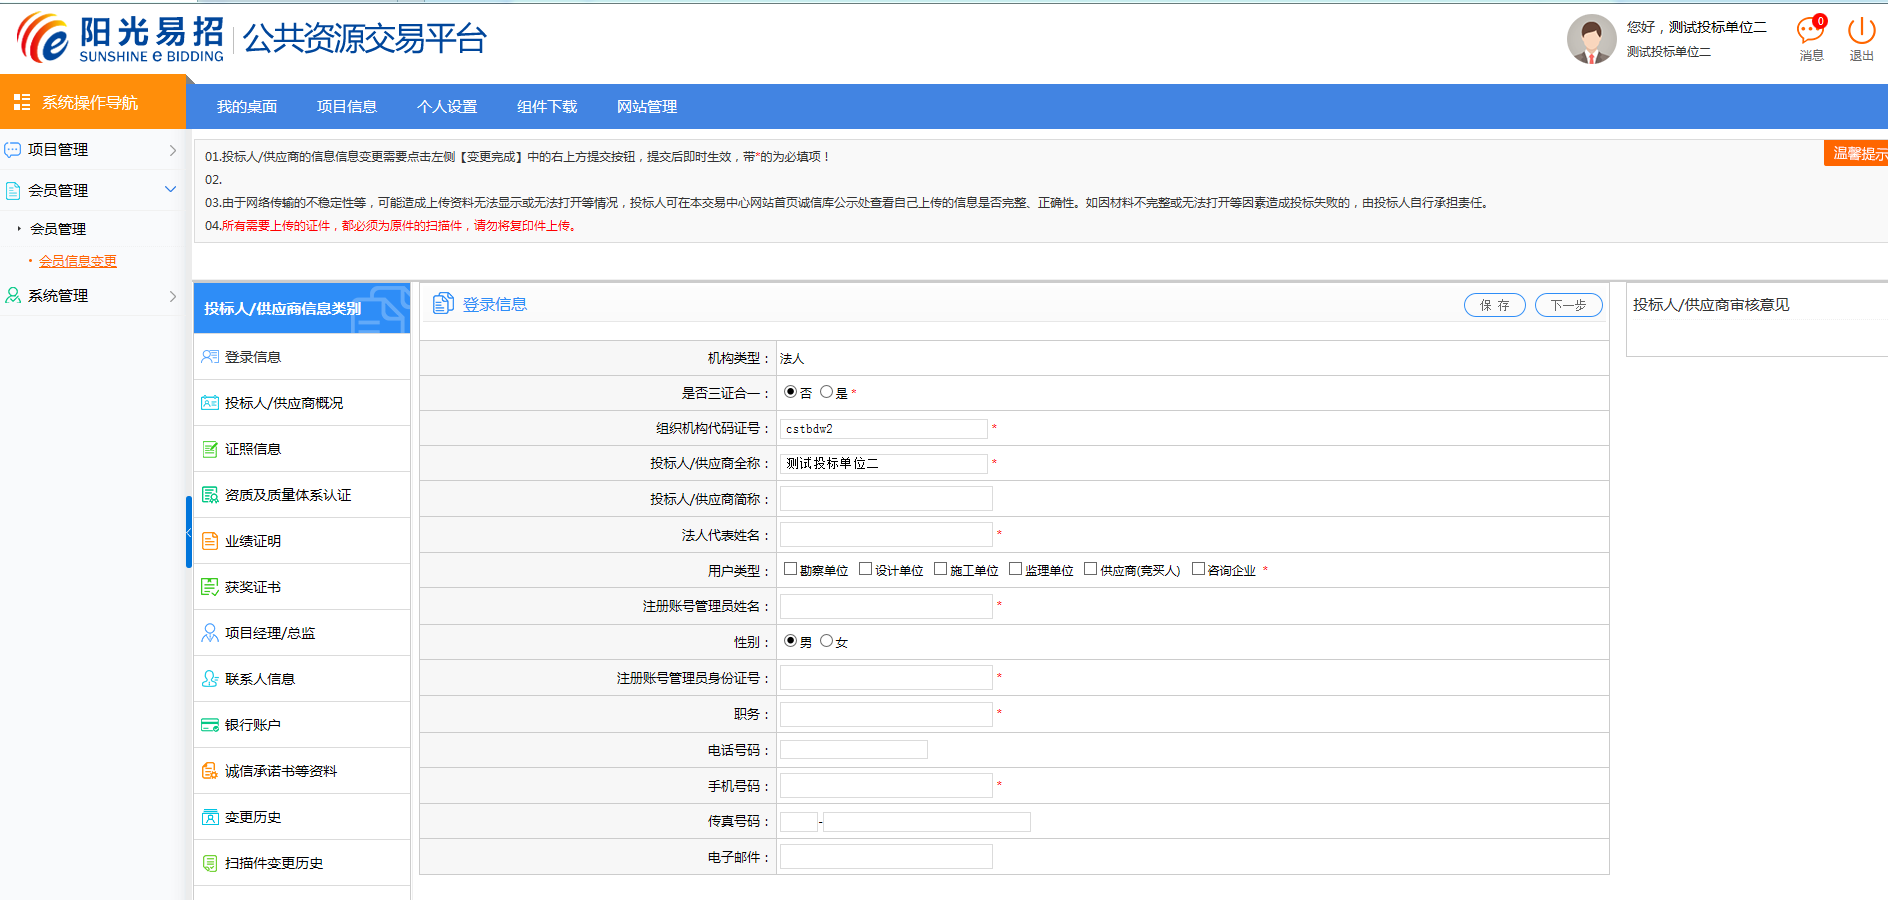 阳光易招
SUNSHINE e BIDDING
公共资源交易平台
您好，测试投标单位二
测试投标单位二
0
消息
退出
系统操作导航
我的桌面
项目信息
个人设置
组件下载
网站管理
项目管理
会员管理
会员管理
会员信息变更
系统管理
01.投标人/供应商的信息信息变更需要点击左侧【变更完成】中的右上方提交按钮，提交后即时生效，带*的为必填项！
02.
03.由于网络传输的不稳定性等，可能造成上传资料无法显示或无法打开等情况，投标人可在本交易中心网站首页诚信库公示处查看自己上传的信息是否完整、正确性。如因材料不完整或无法打开等因素造成投标失败的，由投标人自行承担责任。
04.所有需要上传的证件，都必须为原件的扫描件，请勿将复印件上传。
温馨提示
投标人/供应商信息类别
登录信息
投标人/供应商概况
证照信息
资质及质量体系认证
业绩证明
获奖证书
项目经理/总监
联系人信息
银行账户
诚信承诺书等资料
变更历史
扫描件变更历史
登录信息
保 存
下一步
机构类型： 法人
是否三证合一： 否 是 *
组织机构代码证号： cstbdw2 *
投标人/供应商全称： 测试投标单位二 *
投标人/供应商简称：
法人代表姓名： *
用户类型： 勘察单位 设计单位 施工单位 监理单位 供应商(竞买人) 咨询企业 *
注册账号管理员姓名： *
性别： 男 女
注册账号管理员身份证号： *
职务： *
电话号码：
手机号码： *
传真号码： -
电子邮件：
投标人/供应商审核意见